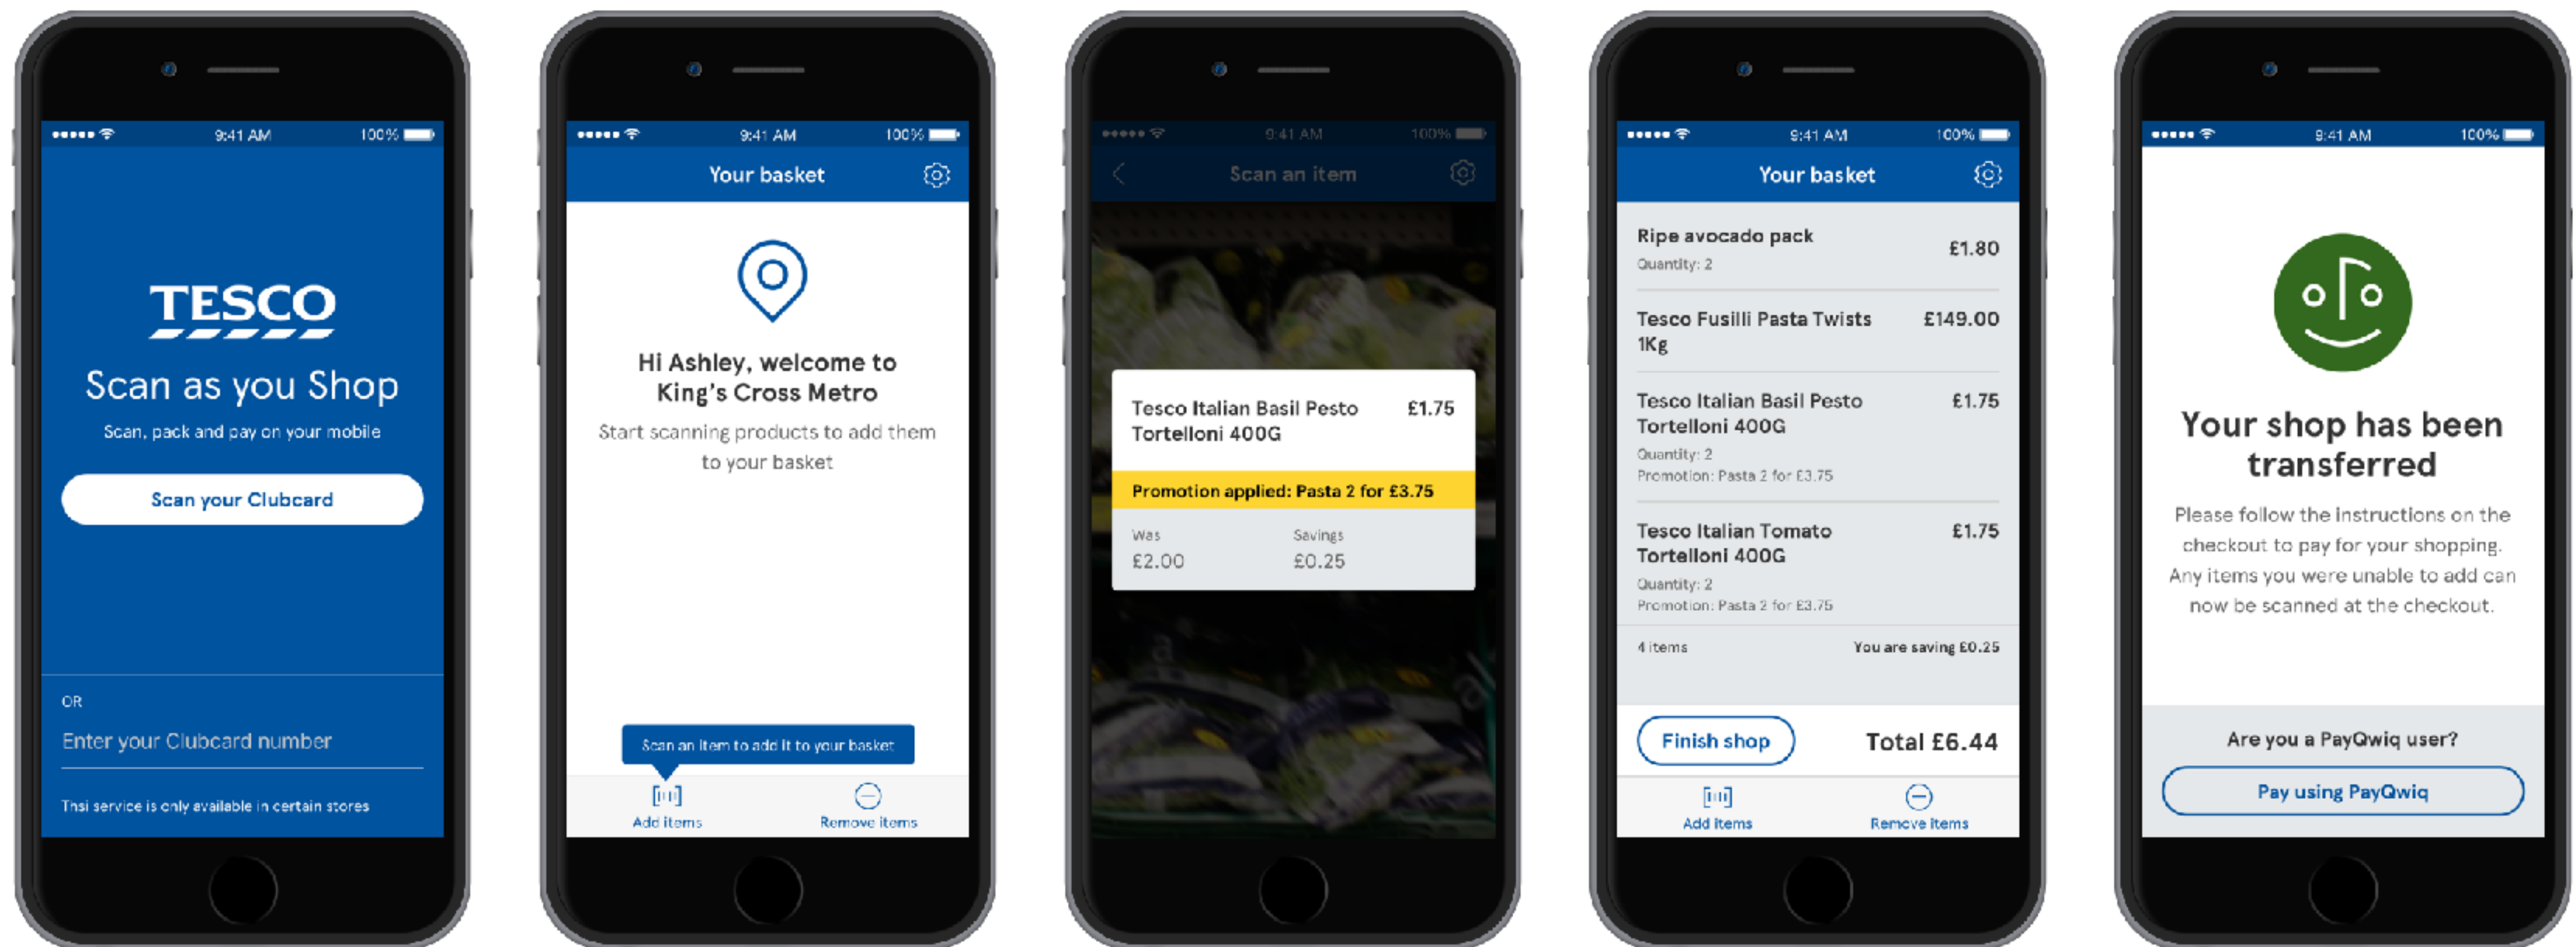 9:41 AM 100%
TESCO
Scan as you Shop
Scan, pack and pay on your mobile
Scan your Clubcard
OR
Enter your Clubcard number
Thsi service is only available in certain stores
9:41 AM 100%
Your basket
Hi Ashley, welcome to
King's Cross Metro
Start scanning products to add them
to your basket
Scan an item to add it to your basket
Add items Remove items
9:41 AM 100%
Scan an item
Tesco Italian Basil Pesto £1.75
Tortelloni 400G
Promotion applied: Pasta 2 for £3.75
Was Savings
£2.00 £0.25
9:41 AM 100%
Your basket
Ripe avocado pack £1.80
Quantity: 2
Tesco Fusilli Pasta Twists £149.00
1Kg
Tesco Italian Basil Pesto £1.75
Tortelloni 400G
Quantity: 2
Promotion: Pasta 2 for £3.75
Tesco Italian Tomato £1.75
Tortelloni 400G
Quantity: 2
Promotion: Pasta 2 for £3.75
4 items You are saving £0.25
Finish shop Total £6.44
Add items Remove items
9:41 AM 100%
Your shop has been
transferred
Please follow the instructions on the
checkout to pay for your shopping.
Any items you were unable to add can
now be scanned at the checkout.
Are you a PayQwiq user?
Pay using PayQwiq